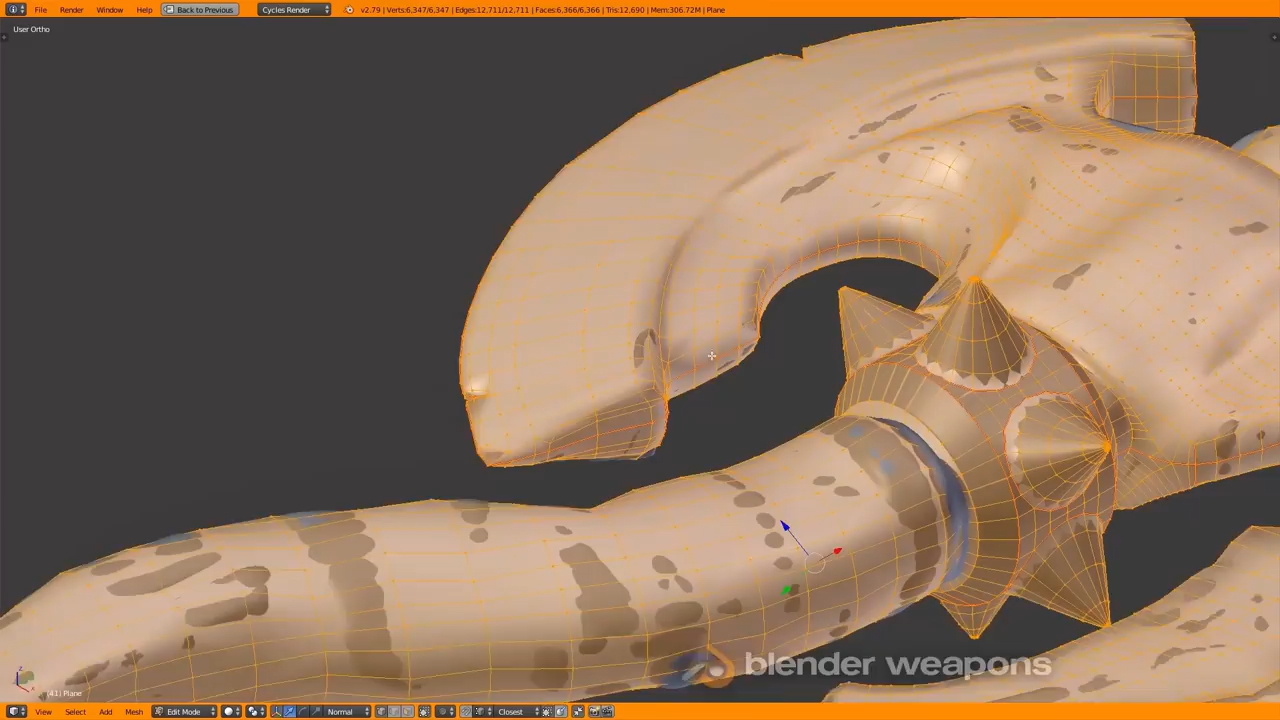 File Render Window Help Back to Previous Cycles Render v2.79 | Verts:6,347/6,347 | Edges:12,711/12,711 | Faces:6,366/6,366 | Tris:12,690 | Mem:306.72M | Plane
User Ortho
blender weapons
z
x
(41) Plane
View Select Add Mesh Edit Mode Normal Closest